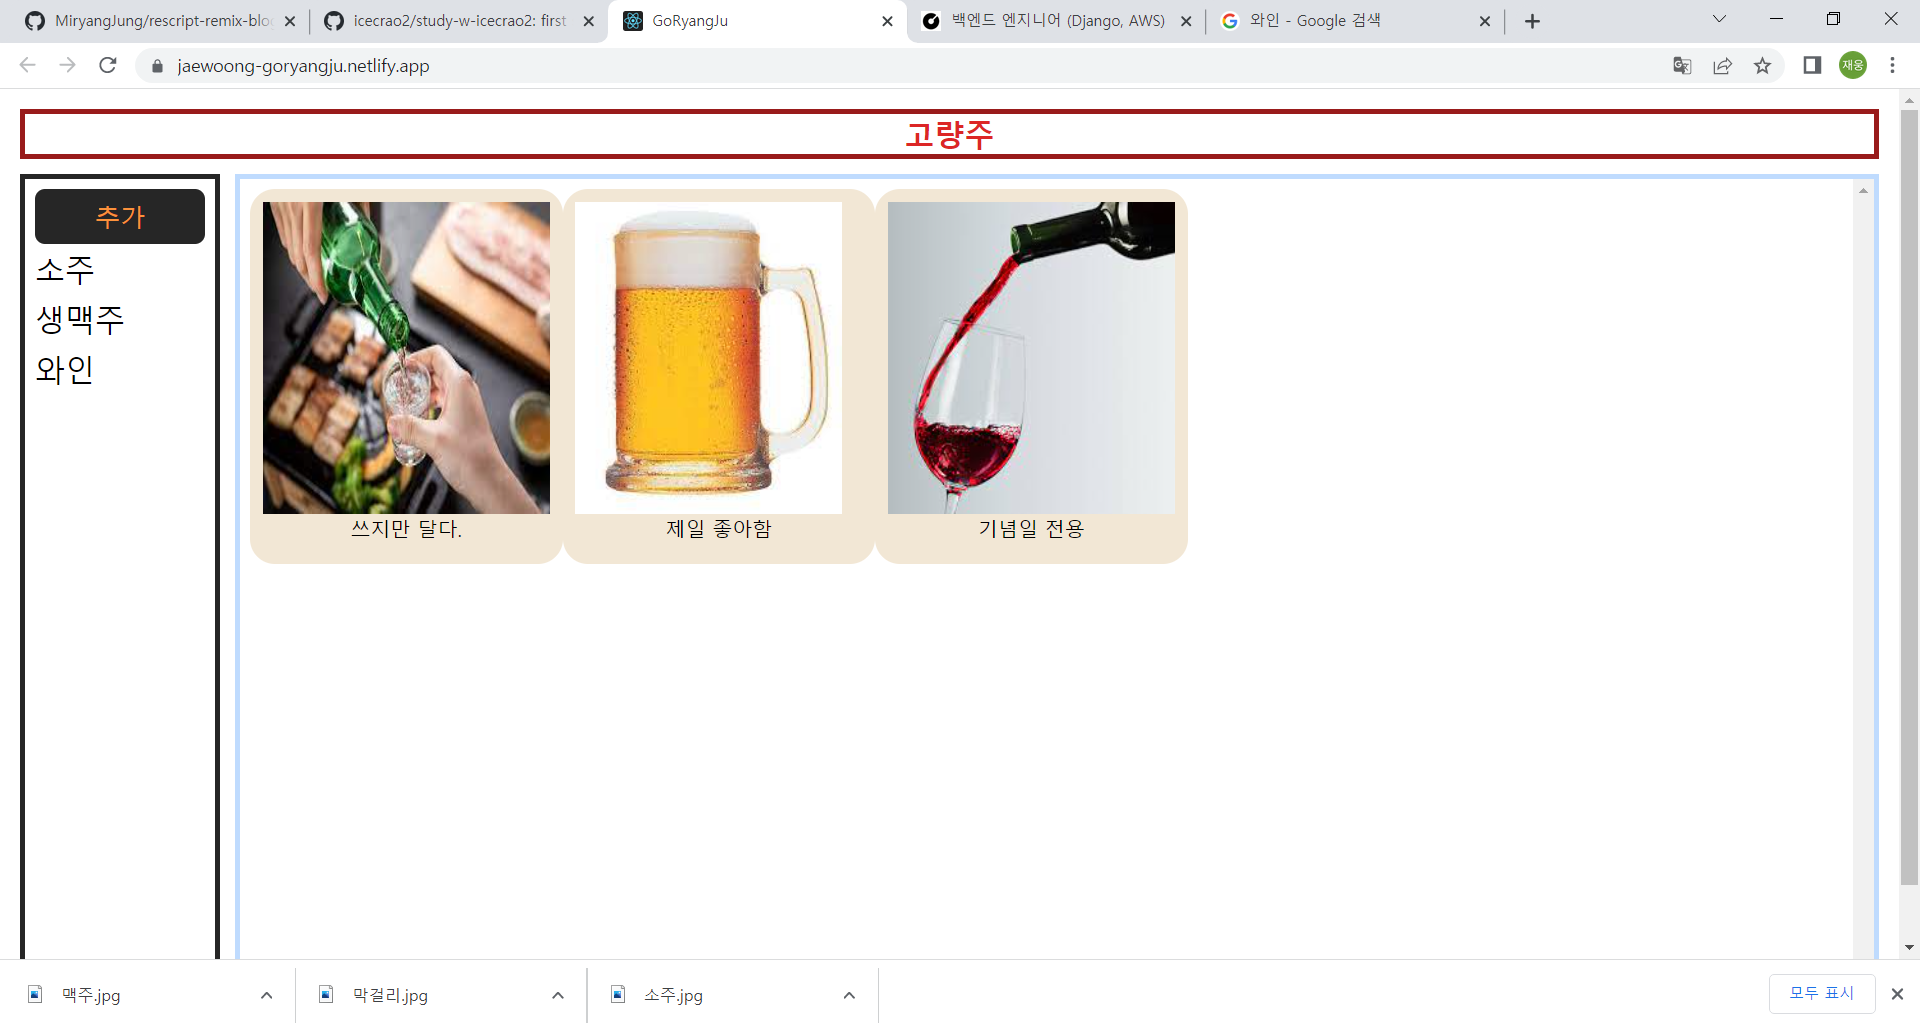 MiryangJung/rescript-remix-blo
icecrao2/study-w-icecrao2: first
GoRyangJu
백엔드 엔지니어 (Django, AWS)
와인 - Google 검색
jaewoong-goryangju.netlify.app
재웅
고량주
추가
소주
생맥주
와인
쓰지만 달다.
제일 좋아함
기념일 전용
맥주.jpg
막걸리.jpg
소주.jpg
모두 표시